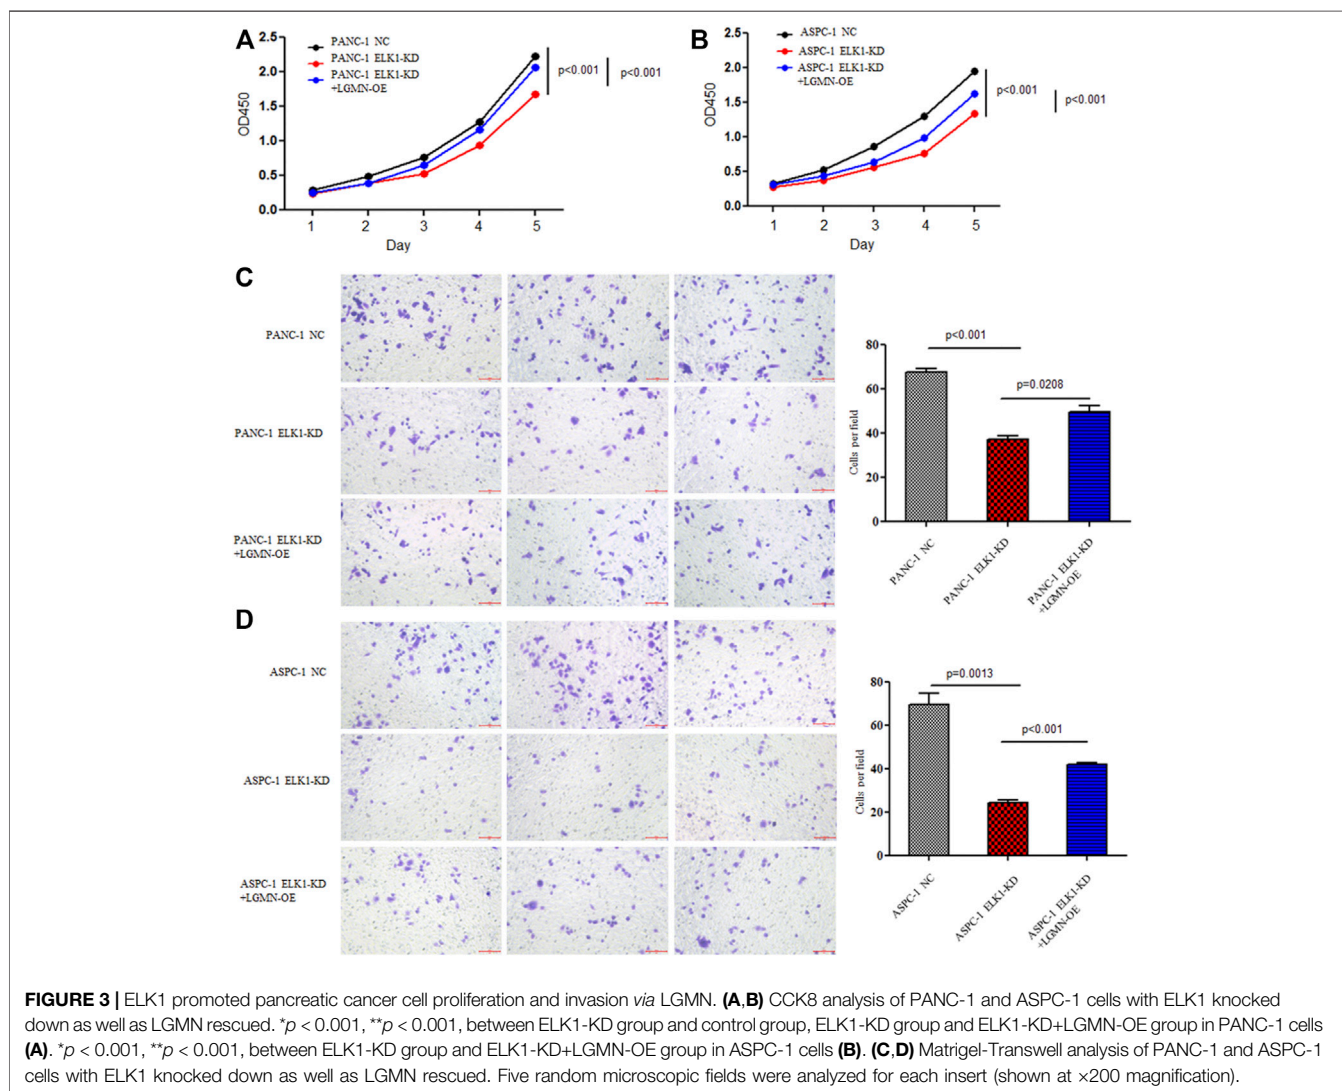 A
2.5
2.0
1.5
1.0
0.5
0.0
OD450
1 2 3 4 5
Day
PANC-1 NC
PANC-1 ELK1-KD
PANC-1 ELK1-KD
+LGMN-OE
p<0.001
p<0.001
B
2.5
2.0
1.5
1.0
0.5
0.0
OD450
1 2 3 4 5
Day
ASPC-1 NC
ASPC-1 ELK1-KD
ASPC-1 ELK1-KD
+LGMN-OE
p<0.001
p<0.001
C
PANC-1 NC
PANC-1 ELK1-KD
PANC-1 ELK1-KD
+LGMN-OE
80
60
40
20
0
Cells per field
p<0.001
p=0.0208
PANC-1 NC
PANC-1 ELK1-KD
PANC-1 ELK1-KD
+LGMN-OE
D
ASPC-1 NC
ASPC-1 ELK1-KD
ASPC-1 ELK1-KD
+LGMN-OE
80
60
40
20
0
Cells per field
p=0.0013
p<0.001
ASPC-1 NC
ASPC-1 ELK1-KD
ASPC-1 ELK1-KD
+LGMN-OE
FIGURE 3 | ELK1 promoted pancreatic cancer cell proliferation and invasion via LGMN. (A,B) CCK8 analysis of PANC-1 and ASPC-1 cells with ELK1 knocked
down as well as LGMN rescued. *p < 0.001, **p < 0.001, between ELK1-KD group and control group, ELK1-KD group and ELK1-KD+LGMN-OE group in PANC-1 cells
(A). *p < 0.001, **p < 0.001, between ELK1-KD group and ELK1-KD+LGMN-OE group in ASPC-1 cells (B). (C,D) Matrigel-Transwell analysis of PANC-1 and ASPC-1
cells with ELK1 knocked down as well as LGMN rescued. Five random microscopic fields were analyzed for each insert (shown at ×200 magnification).